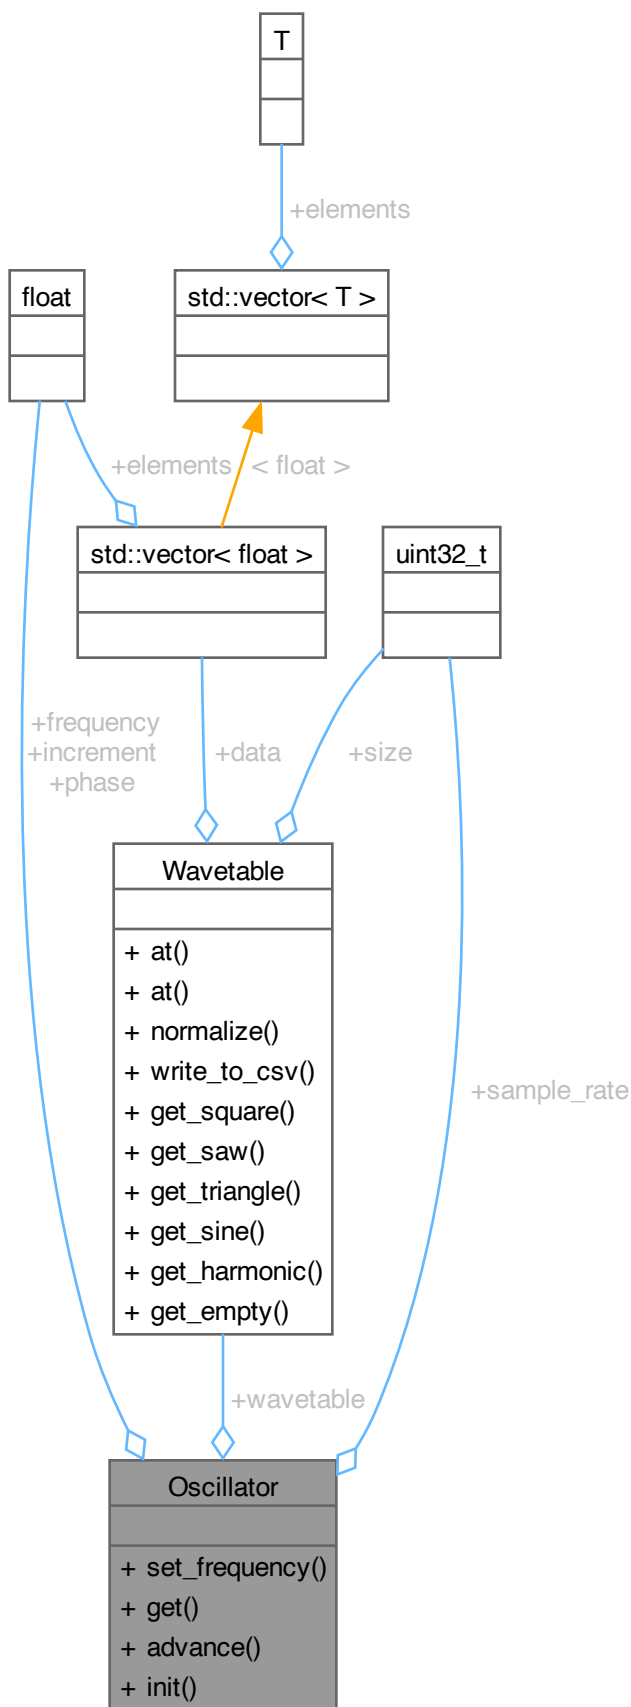 T
+elements
float
std::vector< T >
+elements
< float >
std::vector< float >
uint32_t
+frequency
+increment
+phase
+data
+size
Wavetable
+ at()
+ at()
+ normalize()
+ write_to_csv()
+ get_square()
+ get_saw()
+ get_triangle()
+ get_sine()
+ get_harmonic()
+ get_empty()
+sample_rate
+wavetable
Oscillator
+ set_frequency()
+ get()
+ advance()
+ init()